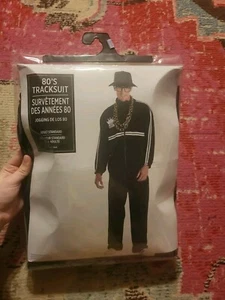 80'S
TRACKSUIT
SURVÊTEMENT
DES ANNÉES 80
JOGGING DE LOS 80